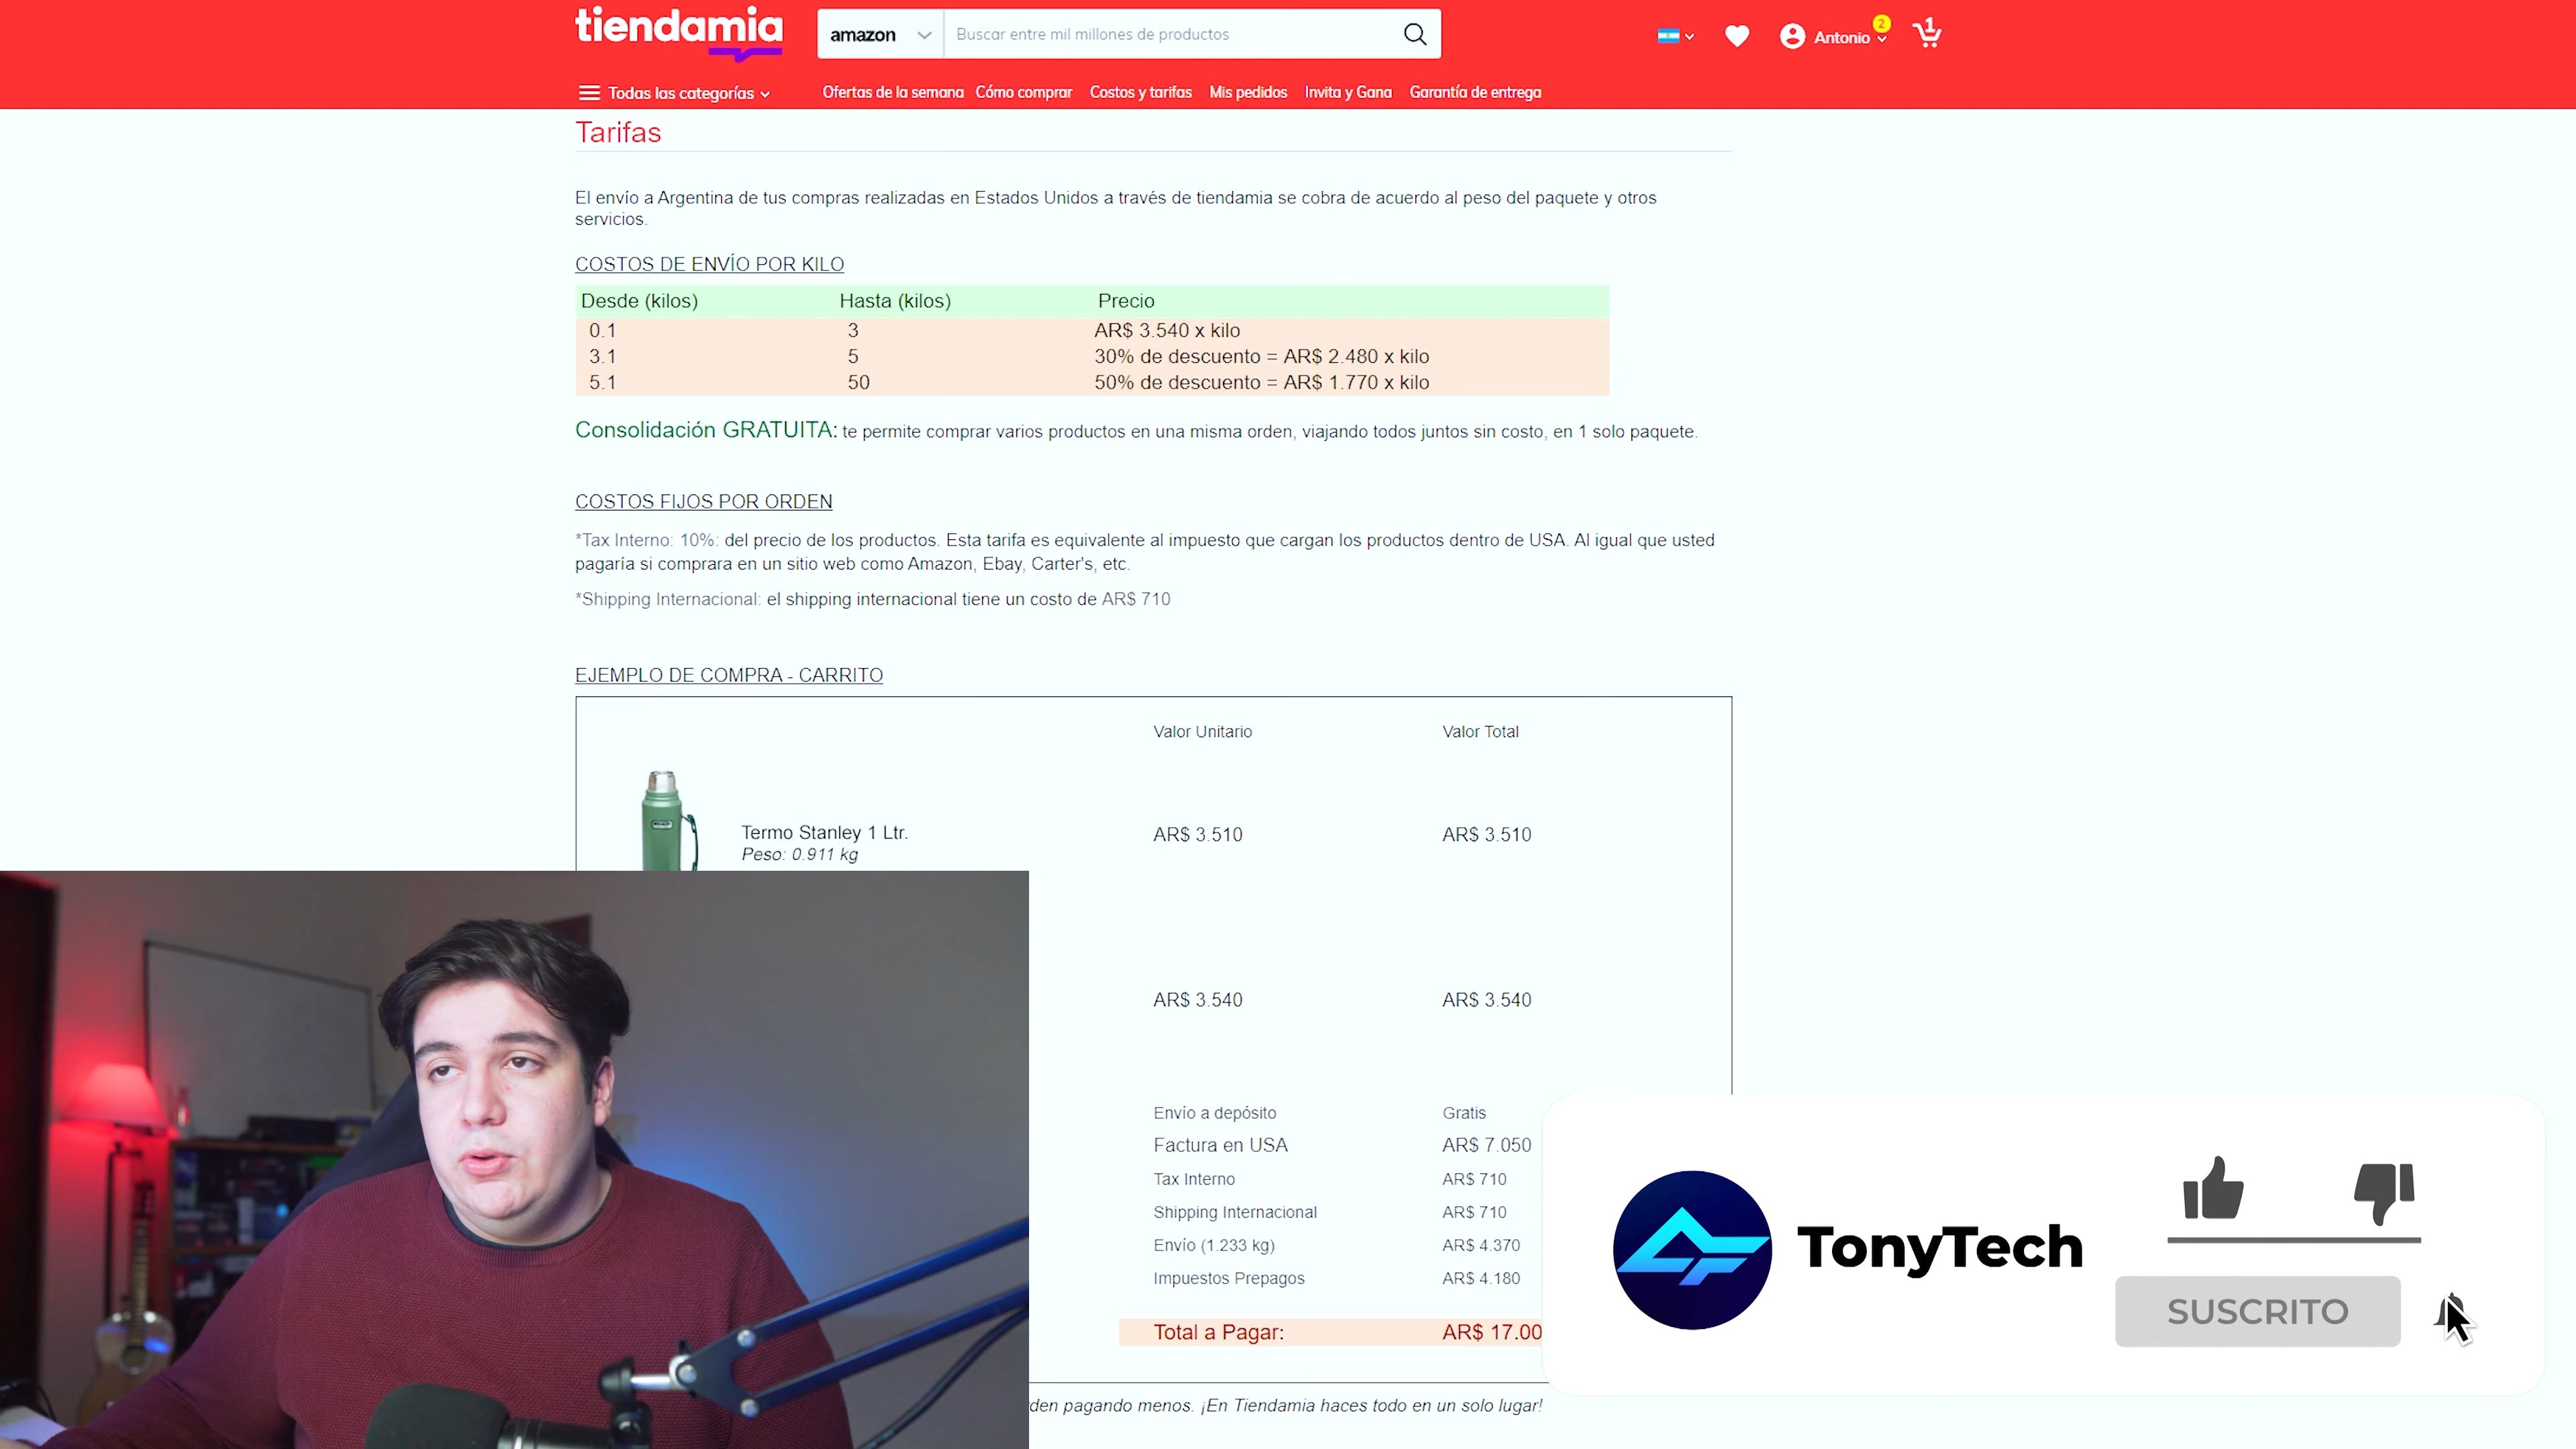 tiendamia
amazon
Buscar entre mil millones de productos
Antonio
2
1
Todas las categorías
Ofertas de la semana
Cómo comprar
Costos y tarifas
Mis pedidos
Invita y Gana
Garantía de entrega
Tarifas
El envío a Argentina de tus compras realizadas en Estados Unidos a través de tiendamia se cobra de acuerdo al peso del paquete y otros
servicios.
COSTOS DE ENVÍO POR KILO
Desde (kilos) Hasta (kilos) Precio
0.1 3 AR$ 3.540 x kilo
3.1 5 30% de descuento = AR$ 2.480 x kilo
5.1 50 50% de descuento = AR$ 1.770 x kilo
Consolidación GRATUITA: te permite comprar varios productos en una misma orden, viajando todos juntos sin costo, en 1 solo paquete.
COSTOS FIJOS POR ORDEN
*Tax Interno: 10%: del precio de los productos. Esta tarifa es equivalente al impuesto que cargan los productos dentro de USA. Al igual que usted
pagaría si comprara en un sitio web como Amazon, Ebay, Carter's, etc.
*Shipping Internacional: el shipping internacional tiene un costo de AR$ 710
EJEMPLO DE COMPRA - CARRITO
Valor Unitario Valor Total
Termo Stanley 1 Ltr. AR$ 3.510 AR$ 3.510
Peso: 0.911 kg
AR$ 3.540 AR$ 3.540
Envío a depósito Gratis
Factura en USA AR$ 7.050
Tax Interno AR$ 710
Shipping Internacional AR$ 710
Envío (1.233 kg) AR$ 4.370
Impuestos Prepagos AR$ 4.180
Total a Pagar: AR$ 17.00
den pagando menos. ¡En Tiendamia haces todo en un solo lugar!
TonyTech
SUSCRITO